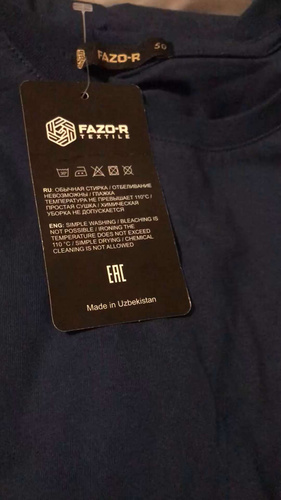 FAZO-R
50
FAZO-R
TEXTILE
RU: ОБЫЧНАЯ СТИРКА / ОТБЕЛИВАНИЕ
НЕВОЗМОЖНЫ / ГЛАЖКА
ТЕМПЕРАТУРА НЕ ПРЕВЫШАЕТ 110°C /
ПРОСТАЯ СУШКА / ХИМИЧЕСКАЯ
УБОРКА НЕ ДОПУСКАЕТСЯ
ENG: SIMPLE WASHING / BLEACHING IS
NOT POSSIBLE / IRONING THE
TEMPERATURE DOES NOT EXCEED
110 °C / SIMPLE DRYING / CHEMICAL
CLEANING IS NOT ALLOWED
EAC
Made in Uzbekistan